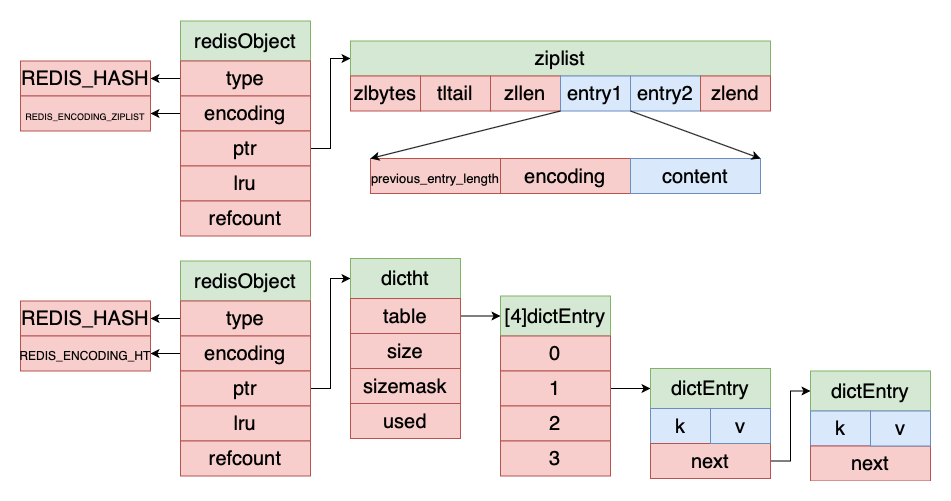 redisObject
REDIS_HASH
type
REDIS_ENCODING_ZIPLIST
encoding
ptr
lru
refcount
ziplist
zlbytes tltail zllen entry1 entry2 zlend
previous_entry_length encoding content
redisObject
REDIS_HASH
type
REDIS_ENCODING_HT
encoding
ptr
lru
refcount
dictht
table
size
sizemask
used
[4]dictEntry
0
1
2
3
dictEntry
k v
next
dictEntry
k v
next